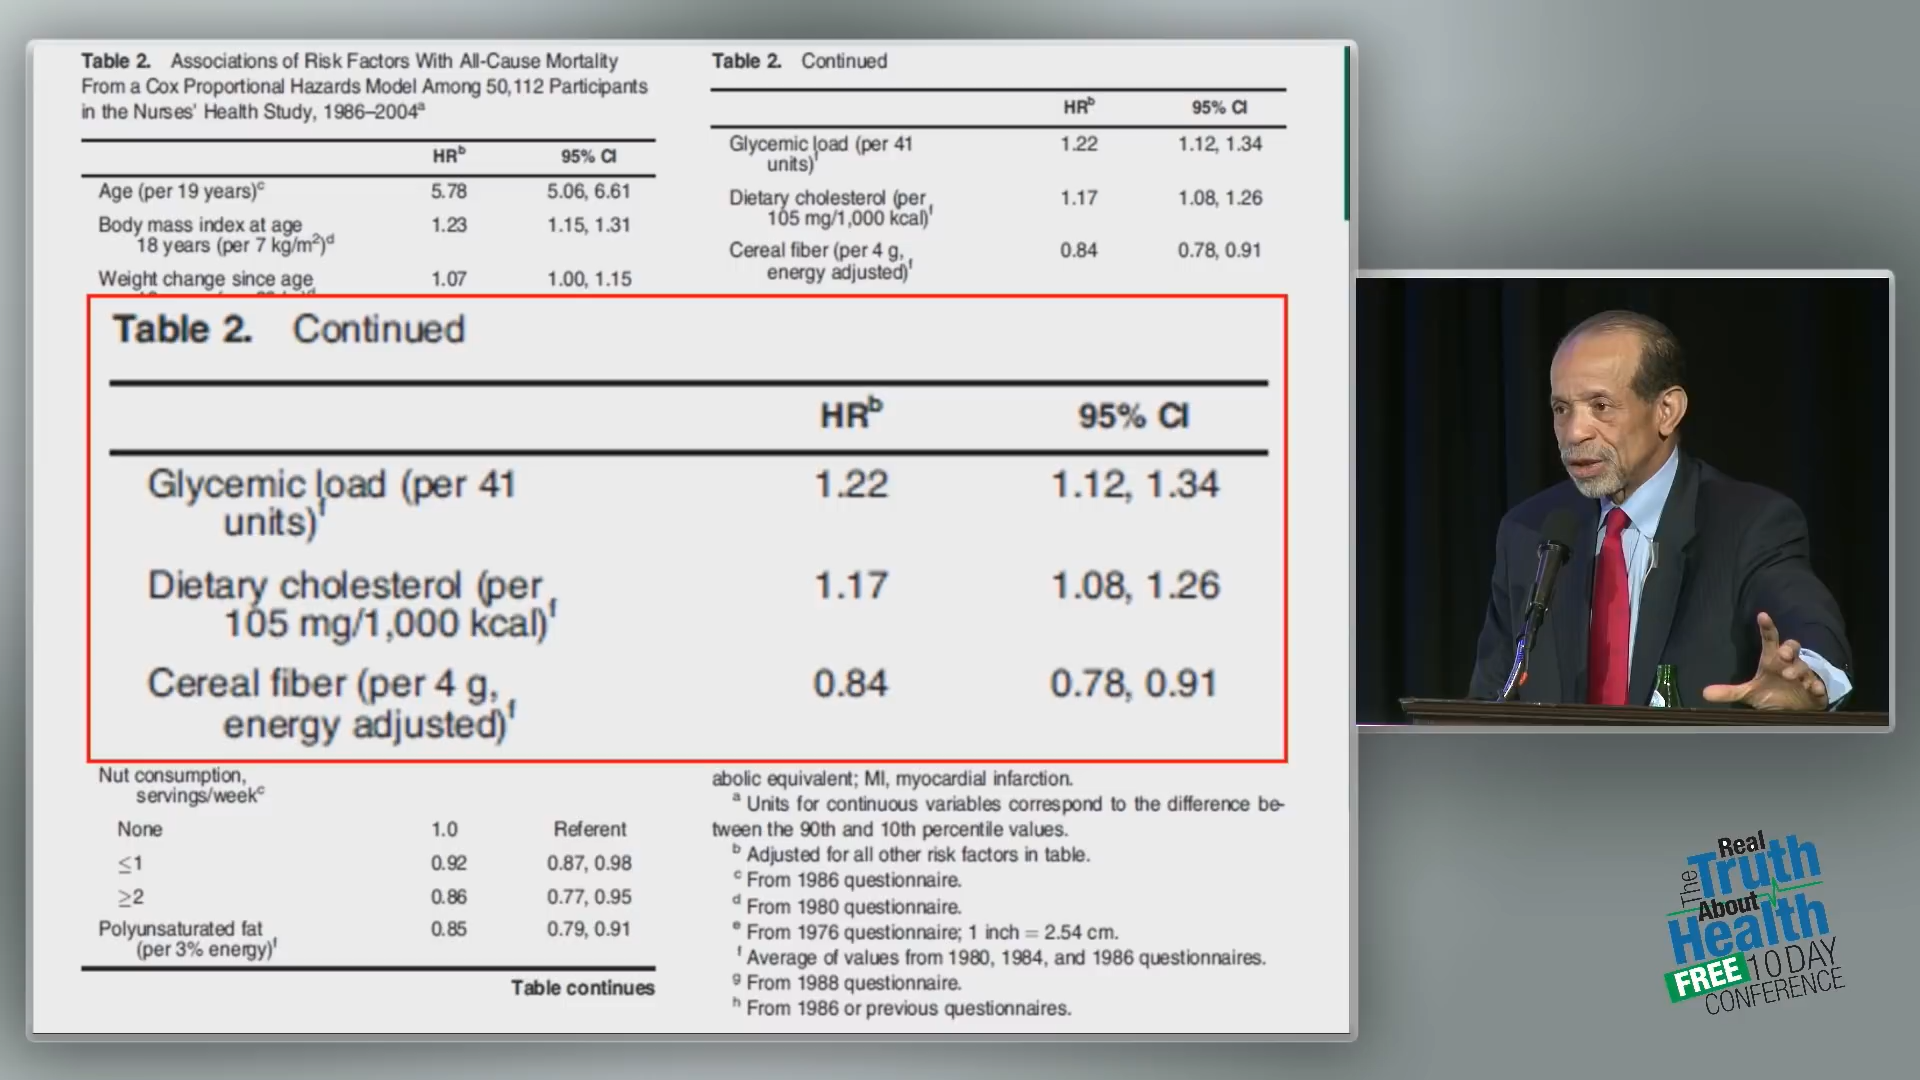 Table 2. Associations of Risk Factors With All-Cause Mortality
From a Cox Proportional Hazards Model Among 50,112 Participants
in the Nurses' Health Study, 1986–2004ᵃ
HRᵇ 95% CI
Age (per 19 years)ᶜ 5.78 5.06, 6.61
Body mass index at age
18 years (per 7 kg/m²)ᵈ 1.23 1.15, 1.31
Weight change since age 1.07 1.00, 1.15
Table 2. Continued
HRᵇ 95% CI
Glycemic load (per 41 1.22 1.12, 1.34
units)ᶠ
Dietary cholesterol (per 1.17 1.08, 1.26
105 mg/1,000 kcal)ᶠ
Cereal fiber (per 4 g, 0.84 0.78, 0.91
energy adjusted)ᶠ
Table 2. Continued
HRᵇ 95% CI
Glycemic load (per 41 1.22 1.12, 1.34
units)ᶠ
Dietary cholesterol (per 1.17 1.08, 1.26
105 mg/1,000 kcal)ᶠ
Cereal fiber (per 4 g, 0.84 0.78, 0.91
energy adjusted)ᶠ
Nut consumption,
servings/weekᶜ
None 1.0 Referent
≤1 0.92 0.87, 0.98
≥2 0.86 0.77, 0.95
Polyunsaturated fat 0.85 0.79, 0.91
(per 3% energy)ᶠ
Table continues
abolic equivalent; MI, myocardial infarction.
ᵃ Units for continuous variables correspond to the difference be-
tween the 90th and 10th percentile values.
ᵇ Adjusted for all other risk factors in table.
ᶜ From 1986 questionnaire.
ᵈ From 1980 questionnaire.
ᵉ From 1976 questionnaire; 1 inch = 2.54 cm.
ᶠ Average of values from 1980, 1984, and 1986 questionnaires.
ᵍ From 1988 questionnaire.
ʰ From 1986 or previous questionnaires.
The Real
Truth
About
Health
FREE 10 DAY
CONFERENCE